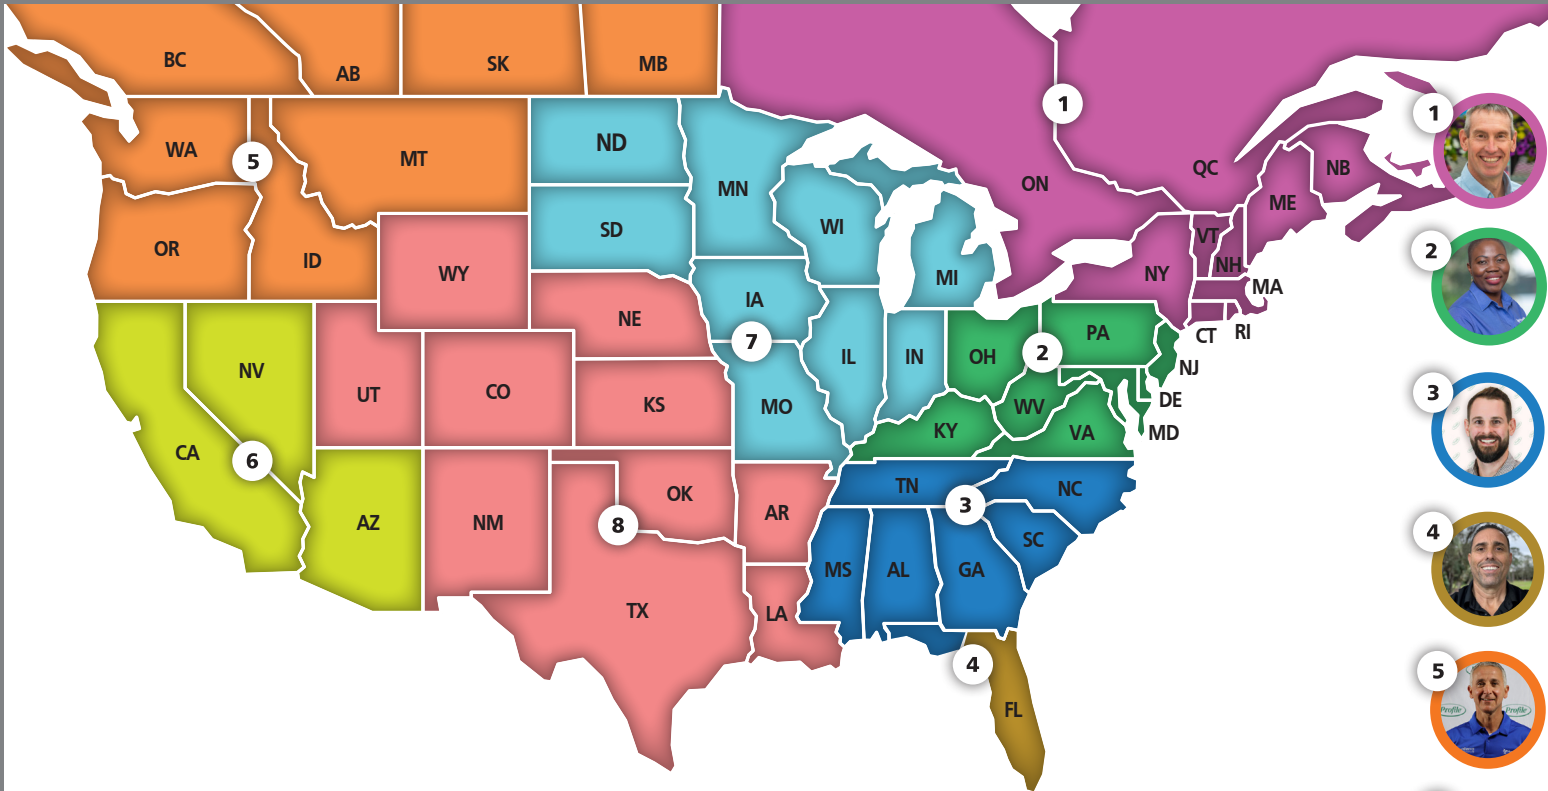 BC
AB
SK
MB
1
1
WA
5
MT
ND
MN
ON
QC
NB
ME
OR
ID
WY
SD
WI
MI
VT
NH
NY
MA
2
NV
UT
CO
NE
IA
7
IL
IN
OH
2
PA
CT
RI
NJ
DE
MD
3
CA
6
KS
MO
KY
WV
VA
AZ
NM
OK
8
AR
TN
3
NC
SC
4
TX
LA
MS
AL
GA
4
FL
5
Profile
Profile